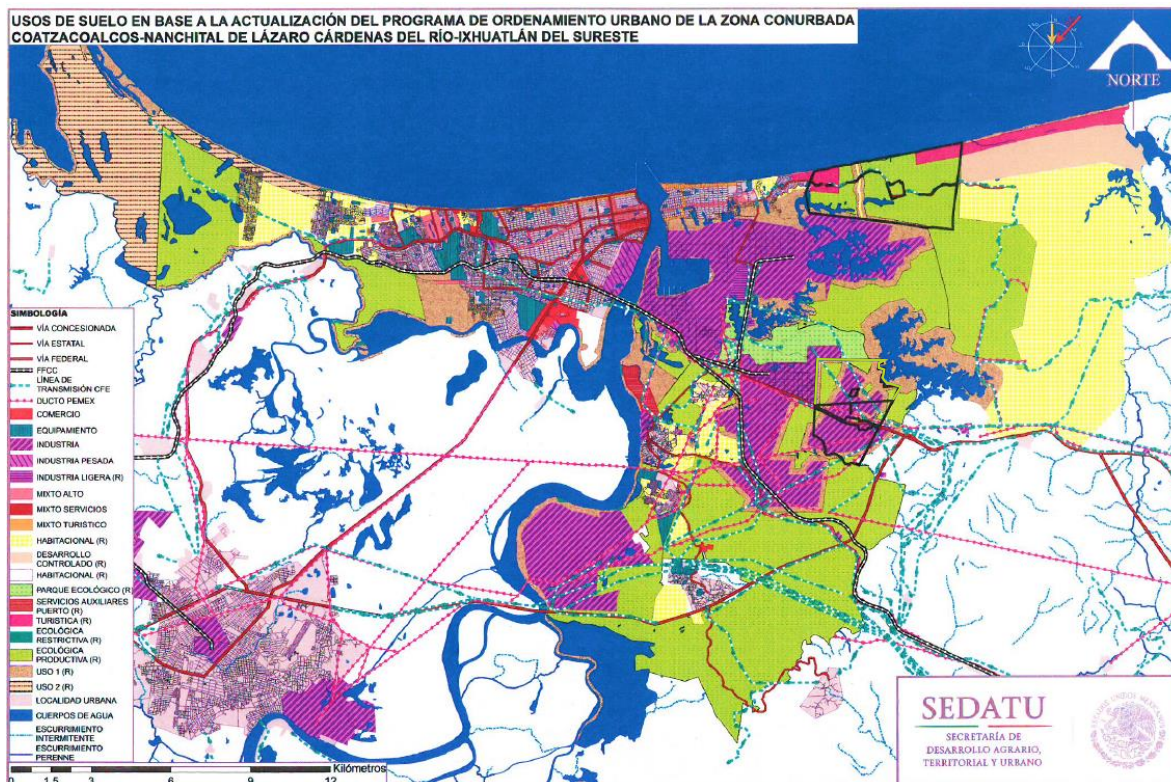 USOS DE SUELO EN BASE A LA ACTUALIZACIÓN DEL PROGRAMA DE ORDENAMIENTO URBANO DE LA ZONA CONURBADA
COATZACOALCOS-NANCHITAL DE LÁZARO CÁRDENAS DEL RÍO-IXHUATLÁN DEL SURESTE
NORTE
SIMBOLOGÍA
VÍA CONCESIONADA
VÍA ESTATAL
VÍA FEDERAL
FFCC
LÍNEA DE
TRANSMISIÓN CFE
DUCTO PEMEX
COMERCIO
EQUIPAMIENTO
INDUSTRIA
INDUSTRIA PESADA
INDUSTRIA LIGERA (R)
MIXTO ALTO
MIXTO SERVICIOS
MIXTO TURISTICO
HABITACIONAL (R)
DESARROLLO
CONTROLADO (R)
HABITACIONAL (R)
PARQUE ECOLÓGICO (R)
SERVICIOS AUXILIARES
PUERTO (R)
TURISTICA (R)
ECOLÓGICA
RESTRICTIVA (R)
ECOLÓGICA
PRODUCTIVA (R)
USO 1 (R)
USO 2 (R)
LOCALIDAD URBANA
CUERPOS DE AGUA
ESCURRIMIENTO
INTERMITENTE
ESCURRIMIENTO
PERENNE
Kilómetros
0 1.5 3 6 9 12
SEDATU
SECRETARÍA DE
DESARROLLO AGRARIO,
TERRITORIAL Y URBANO